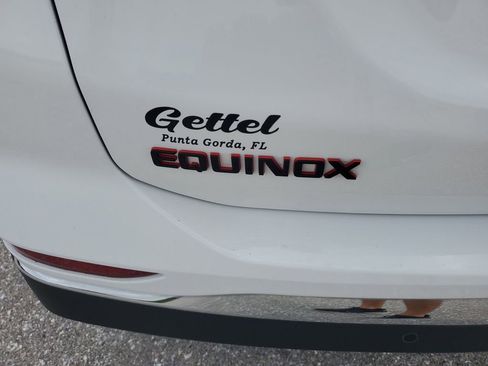 Gettel
Punta Gorda, FL
EQUINOX